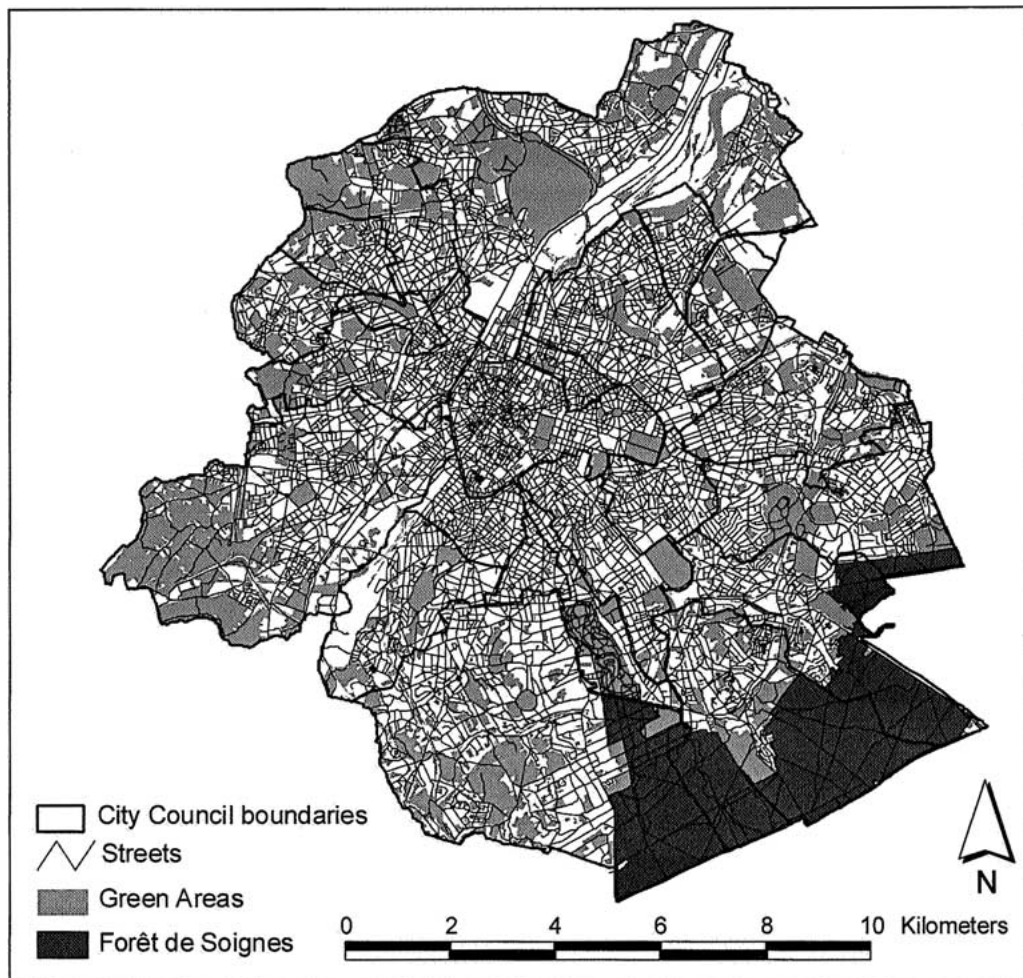 City Council boundaries
Streets
Green Areas
Forêt de Soignes
0 2 4 6 8 10 Kilometers
N